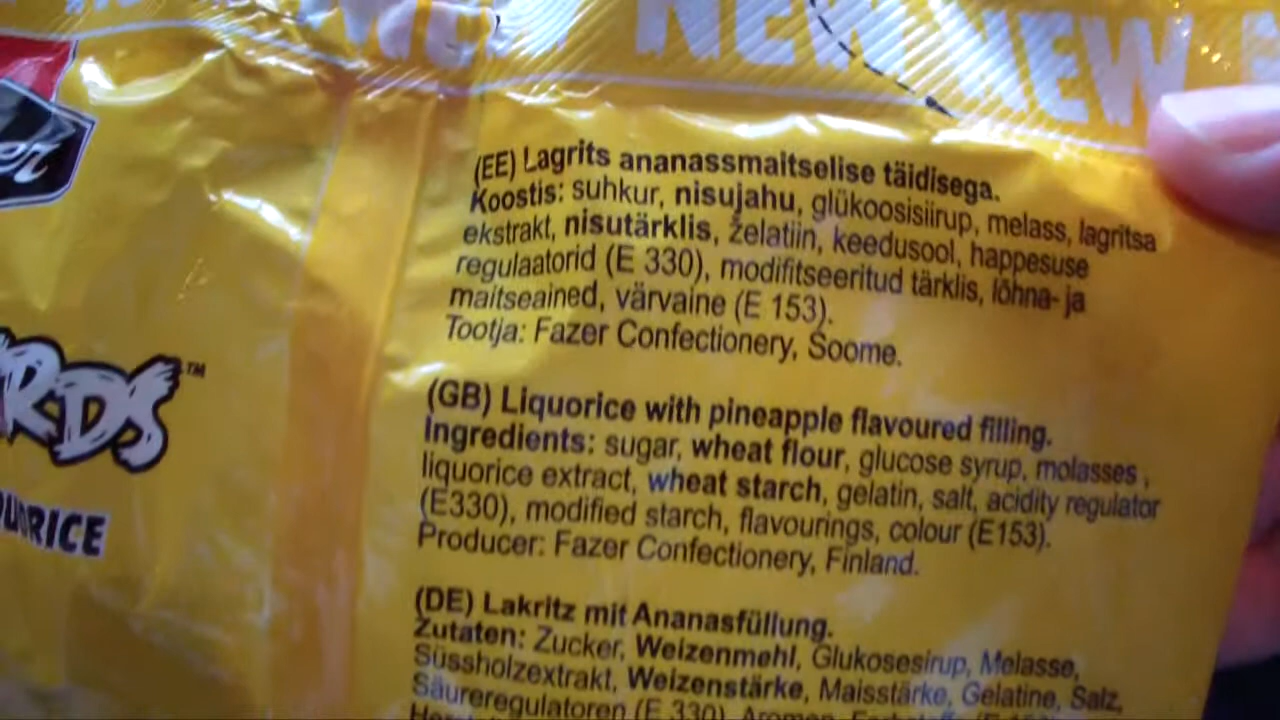 NEW NEW
(EE) Lagrits ananassmaitselise täidisega.
Koostis: suhkur, nisujahu, glükoosisiirup, melass, lagritsa
ekstrakt, nisutärklis, želatiin, keedusool, happesuse
regulaatorid (E 330), modifitseeritud tärklis, lõhna- ja
maitseained, värvaine (E 153).
Tootja: Fazer Confectionery, Soome.
(GB) Liquorice with pineapple flavoured filling.
Ingredients: sugar, wheat flour, glucose syrup, molasses,
liquorice extract, wheat starch, gelatin, salt, acidity regulator
(E330), modified starch, flavourings, colour (E153).
Producer: Fazer Confectionery, Finland.
(DE) Lakritz mit Ananasfüllung.
Zutaten: Zucker, Weizenmehl, Glukosesirup, Melasse,
Süssholzextrakt, Weizenstärke, Maisstärke, Gelatine, Salz,
Säureregulatoren (E 330), Aromen,
RDS™